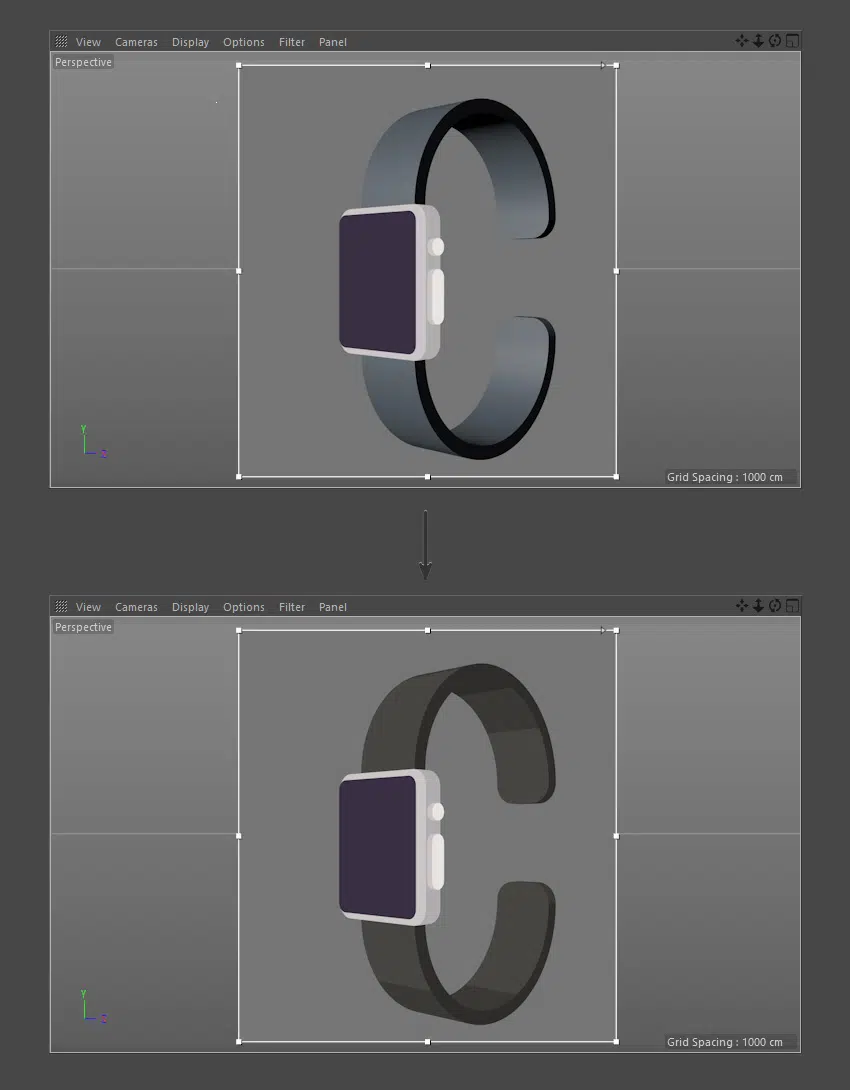 View Cameras Display Options Filter Panel
Perspective
Y
Z
Grid Spacing : 1000 cm
View Cameras Display Options Filter Panel
Perspective
Y
Z
Grid Spacing : 1000 cm